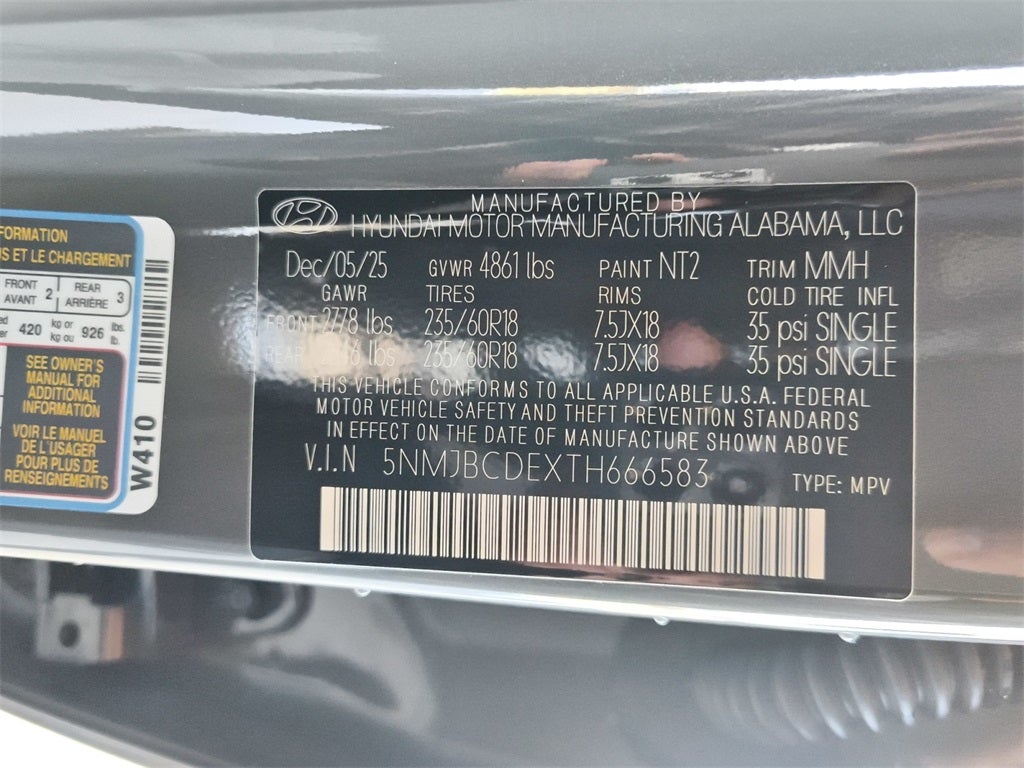 FORMATION
US ET LE CHARGEMENT
FRONT AVANT 2 REAR ARRIÈRE 3
420 kg or kg ou 926 lbs. lb.
SEE OWNER'S
MANUAL FOR
ADDITIONAL
INFORMATION
VOIR LE MANUEL
DE L'USAGER
POUR PLUS DE
RENSEIGNEMENTS
W410
MANUFACTURED BY
HYUNDAI MOTOR MANUFACTURING ALABAMA, LLC
Dec/05/25 GVWR 4861 lbs PAINT NT2 TRIM MMH
GAWR TIRES RIMS COLD TIRE INFL
FRONT 2778 lbs 235/60R18 7.5JX18 35 psi SINGLE
REAR lbs 235/60R18 7.5JX18 35 psi SINGLE
THIS VEHICLE CONFORMS TO ALL APPLICABLE U.S.A. FEDERAL
MOTOR VEHICLE SAFETY AND THEFT PREVENTION STANDARDS
IN EFFECT ON THE DATE OF MANUFACTURE SHOWN ABOVE
V.I.N 5NMJBCDEXTH666583 TYPE: MPV